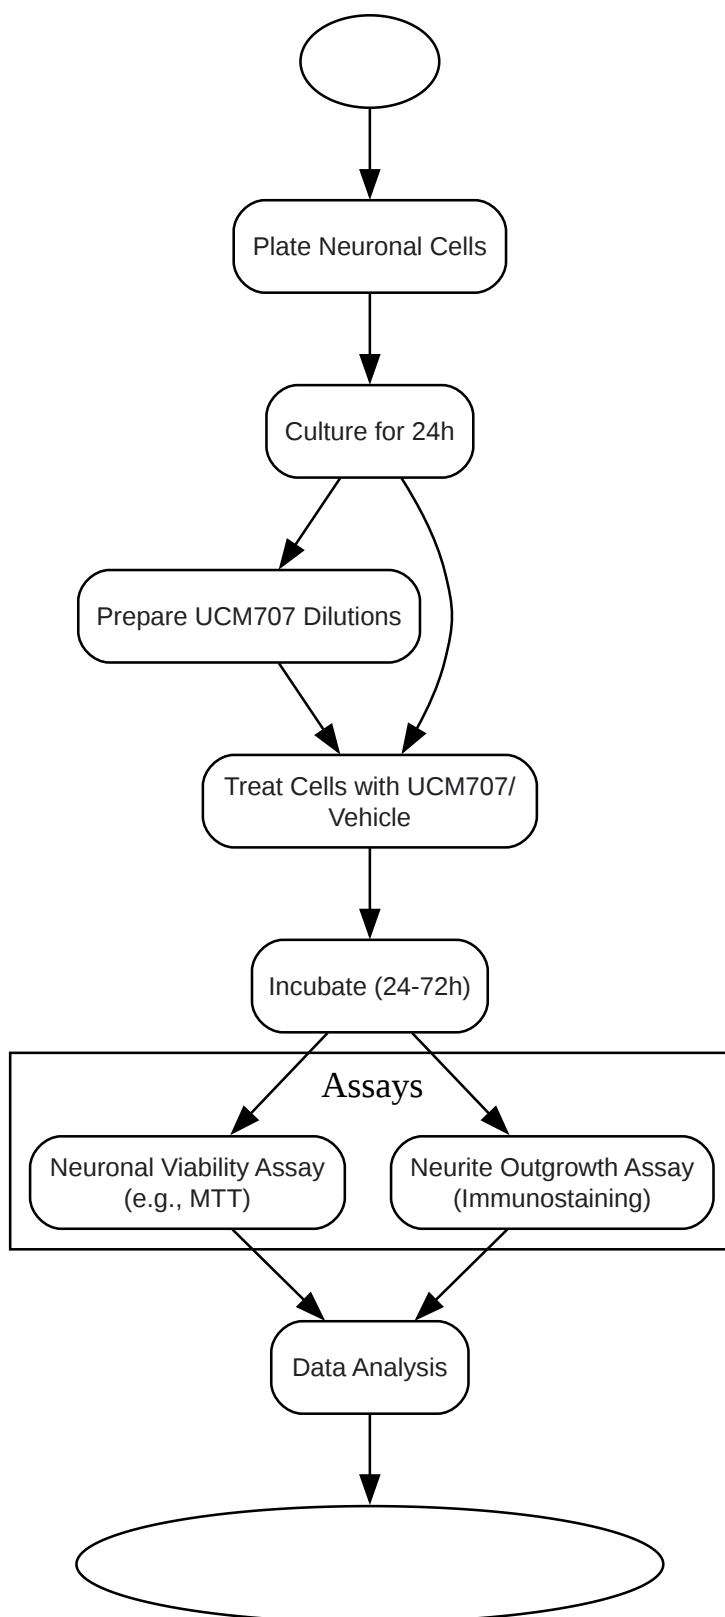 Plate Neuronal Cells
Culture for 24h
Prepare UCM707 Dilutions
Treat Cells with UCM707/
Vehicle
Incubate (24-72h)
Assays
Neuronal Viability Assay
(e.g., MTT)
Neurite Outgrowth Assay
(Immunostaining)
Data Analysis